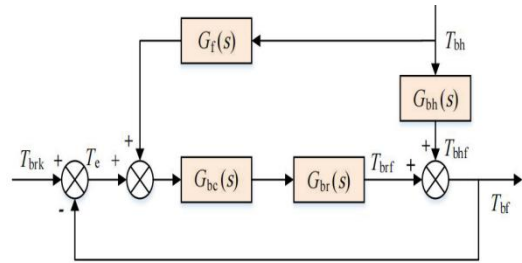 G_f(s)
T_bh
G_bh(s)
+
+ T_bhf
T_brk + T_e + G_bc(s) G_br(s) T_brf +
-
T_bf